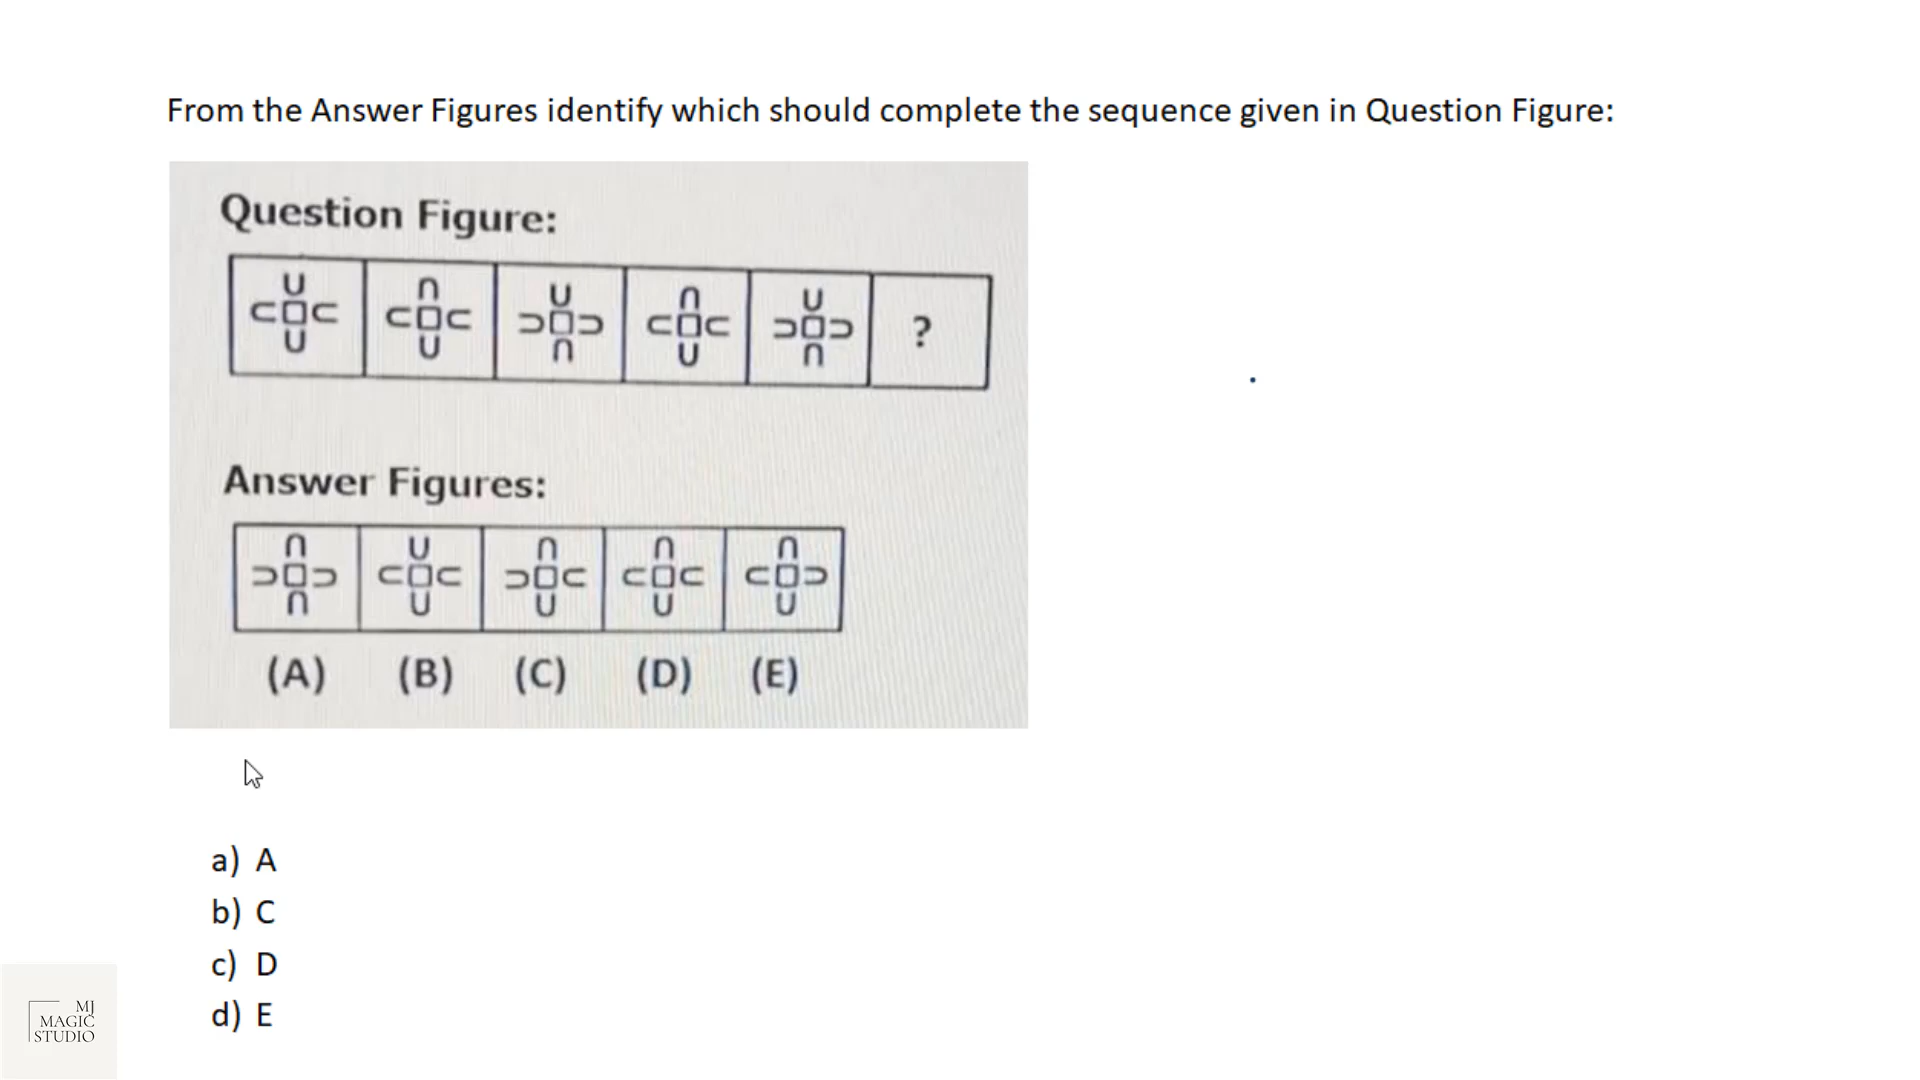 From the Answer Figures identify which should complete the sequence given in Question Figure:
Question Figure:
?
Answer Figures:
(A) (B) (C) (D) (E)
a) A
b) C
c) D
d) E
MJ
MAGIC
STUDIO